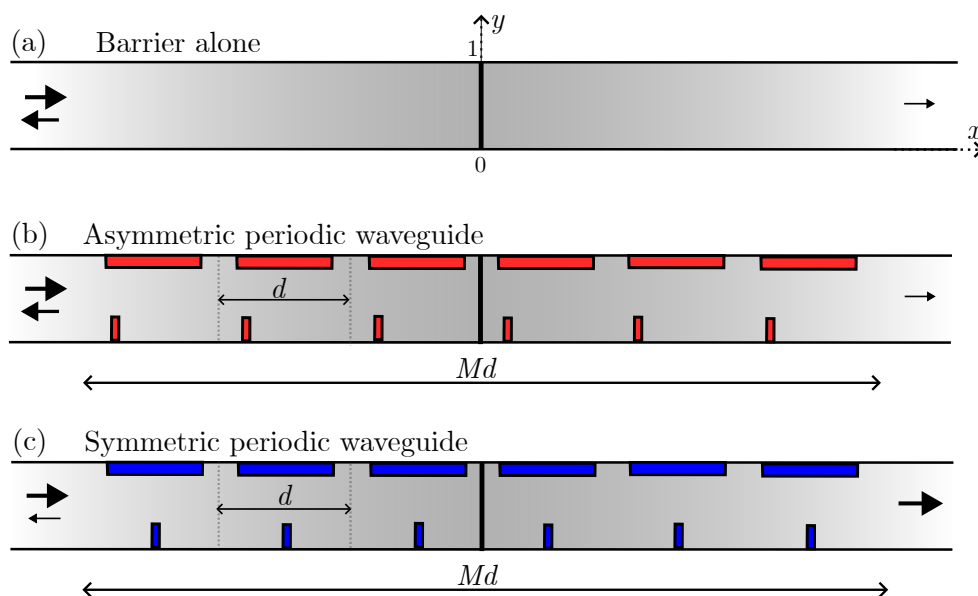 (a) Barrier alone
y
1
x
0
(b) Asymmetric periodic waveguide
d
Md
(c) Symmetric periodic waveguide
d
Md